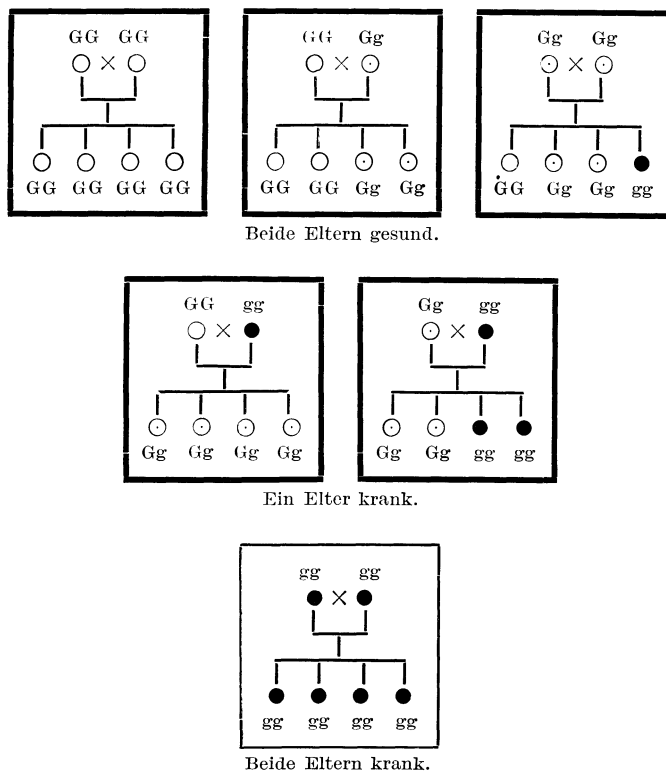 GG GG GG Gg Gg Gg
GG GG GG GG GG GG Gg Gg GG Gg Gg gg
Beide Eltern gesund.
GG gg Gg gg
Gg Gg Gg Gg Gg Gg gg gg
Ein Elter krank.
gg gg
gg gg gg gg
Beide Eltern krank.